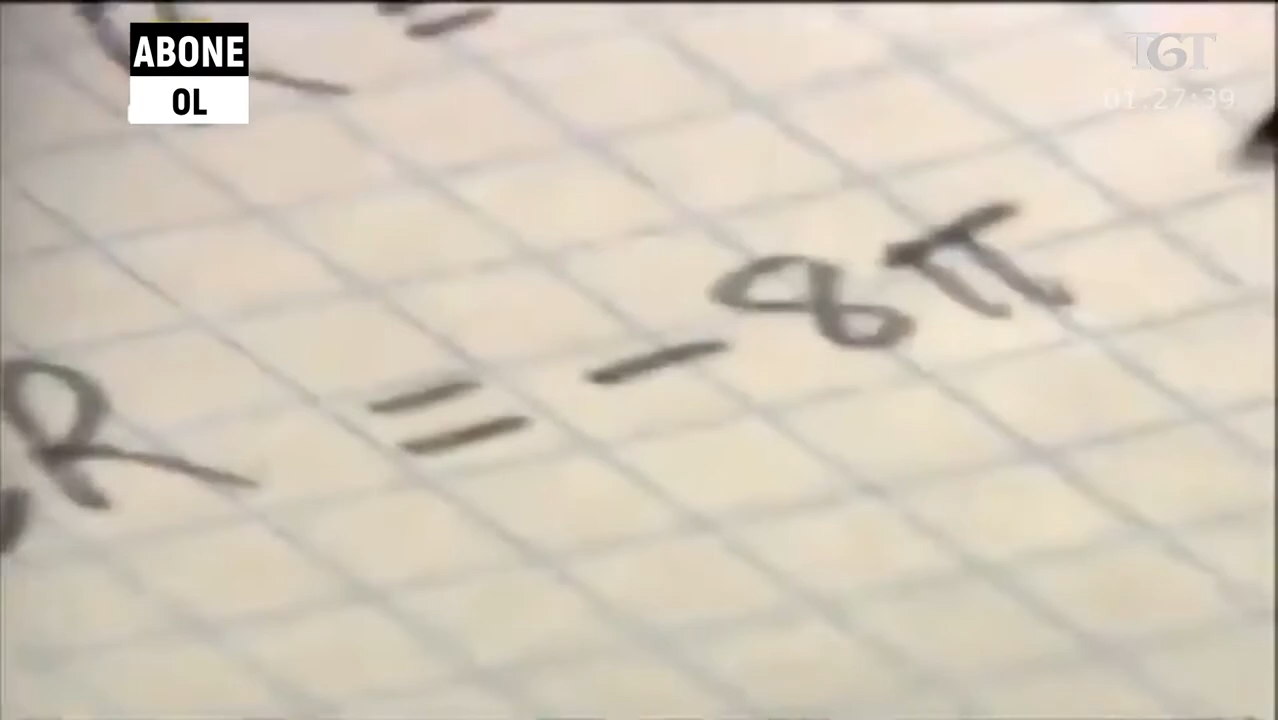 ABONE
OL
TGT
01:27:39
R =
R = -8π